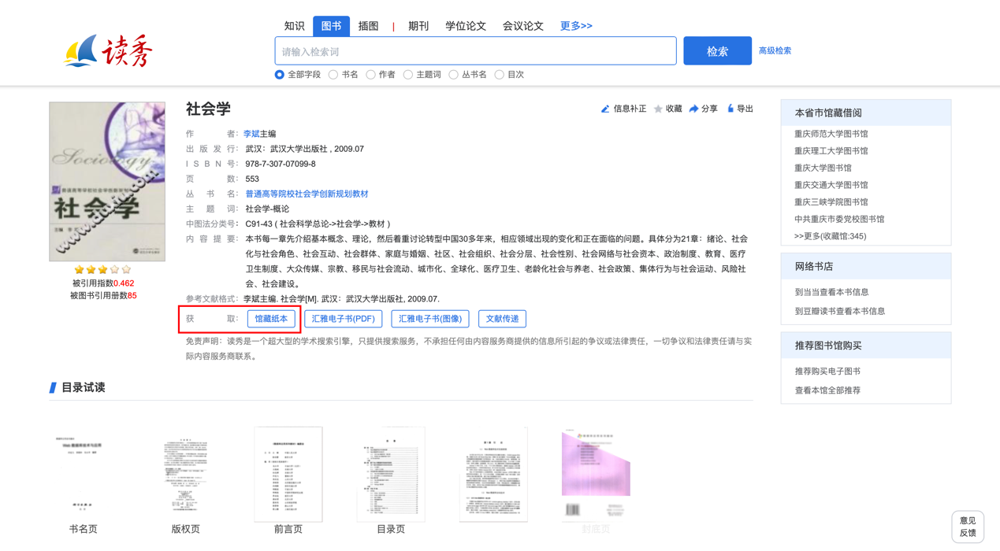 知识 图书 插图 | 期刊 学位论文 会议论文 更多>>
读秀
请输入检索词 检索 高级检索
全部字段 书名 作者 主题词 丛书名 目次
社会学
信息补正 收藏 分享 导出
作者：李斌主编
出版发行：武汉：武汉大学出版社 , 2009.07
ISBN号：978-7-307-07099-8
页数：553
丛书名：普通高等院校社会学创新规划教材
主题词：社会学-概论
中图法分类号：C91-43 ( 社会科学总论->社会学->教材 )
内容提要：本书每一章先介绍基本概念、理论，然后着重讨论转型中国30多年来，相应领域出现的变化和正在面临的问题。具体分为21章：绪论、社会
化与社会角色、社会互动、社会群体、家庭与婚姻、社区、社会组织、社会分层、社会性别、社会网络与社会资本、政治制度、教育、医疗
卫生制度、大众传媒、宗教、移民与社会流动、城市化、全球化、医疗卫生、老龄化社会与养老、社会政策、集体行为与社会运动、风险社
会、社会建设。
参考文献格式：李斌主编. 社会学[M]. 武汉：武汉大学出版社, 2009.07.
获取：馆藏纸本 汇雅电子书(PDF) 汇雅电子书(图像) 文献传递
免责声明：读秀是一个超大型的学术搜索引擎，只提供搜索服务，不承担任何由内容服务商提供的信息所引起的争议或法律责任，一切争议和法律责任请与实
际内容服务商联系。
Sociology
社会学
www.duxiu.com
被引用指数0.462
被图书引用册数85
本省市馆藏借阅
重庆师范大学图书馆
重庆理工大学图书馆
重庆大学图书馆
重庆交通大学图书馆
重庆三峡学院图书馆
中共重庆市委党校图书馆
>>更多(收藏馆:345)
网络书店
到当当查看本书信息
到豆瓣读书查看本书信息
推荐图书馆购买
推荐购买电子图书
查看本馆全部推荐
目录试读
Web数据库技术与应用
书名页 版权页 前言页 目录页 封底页
意见
反馈